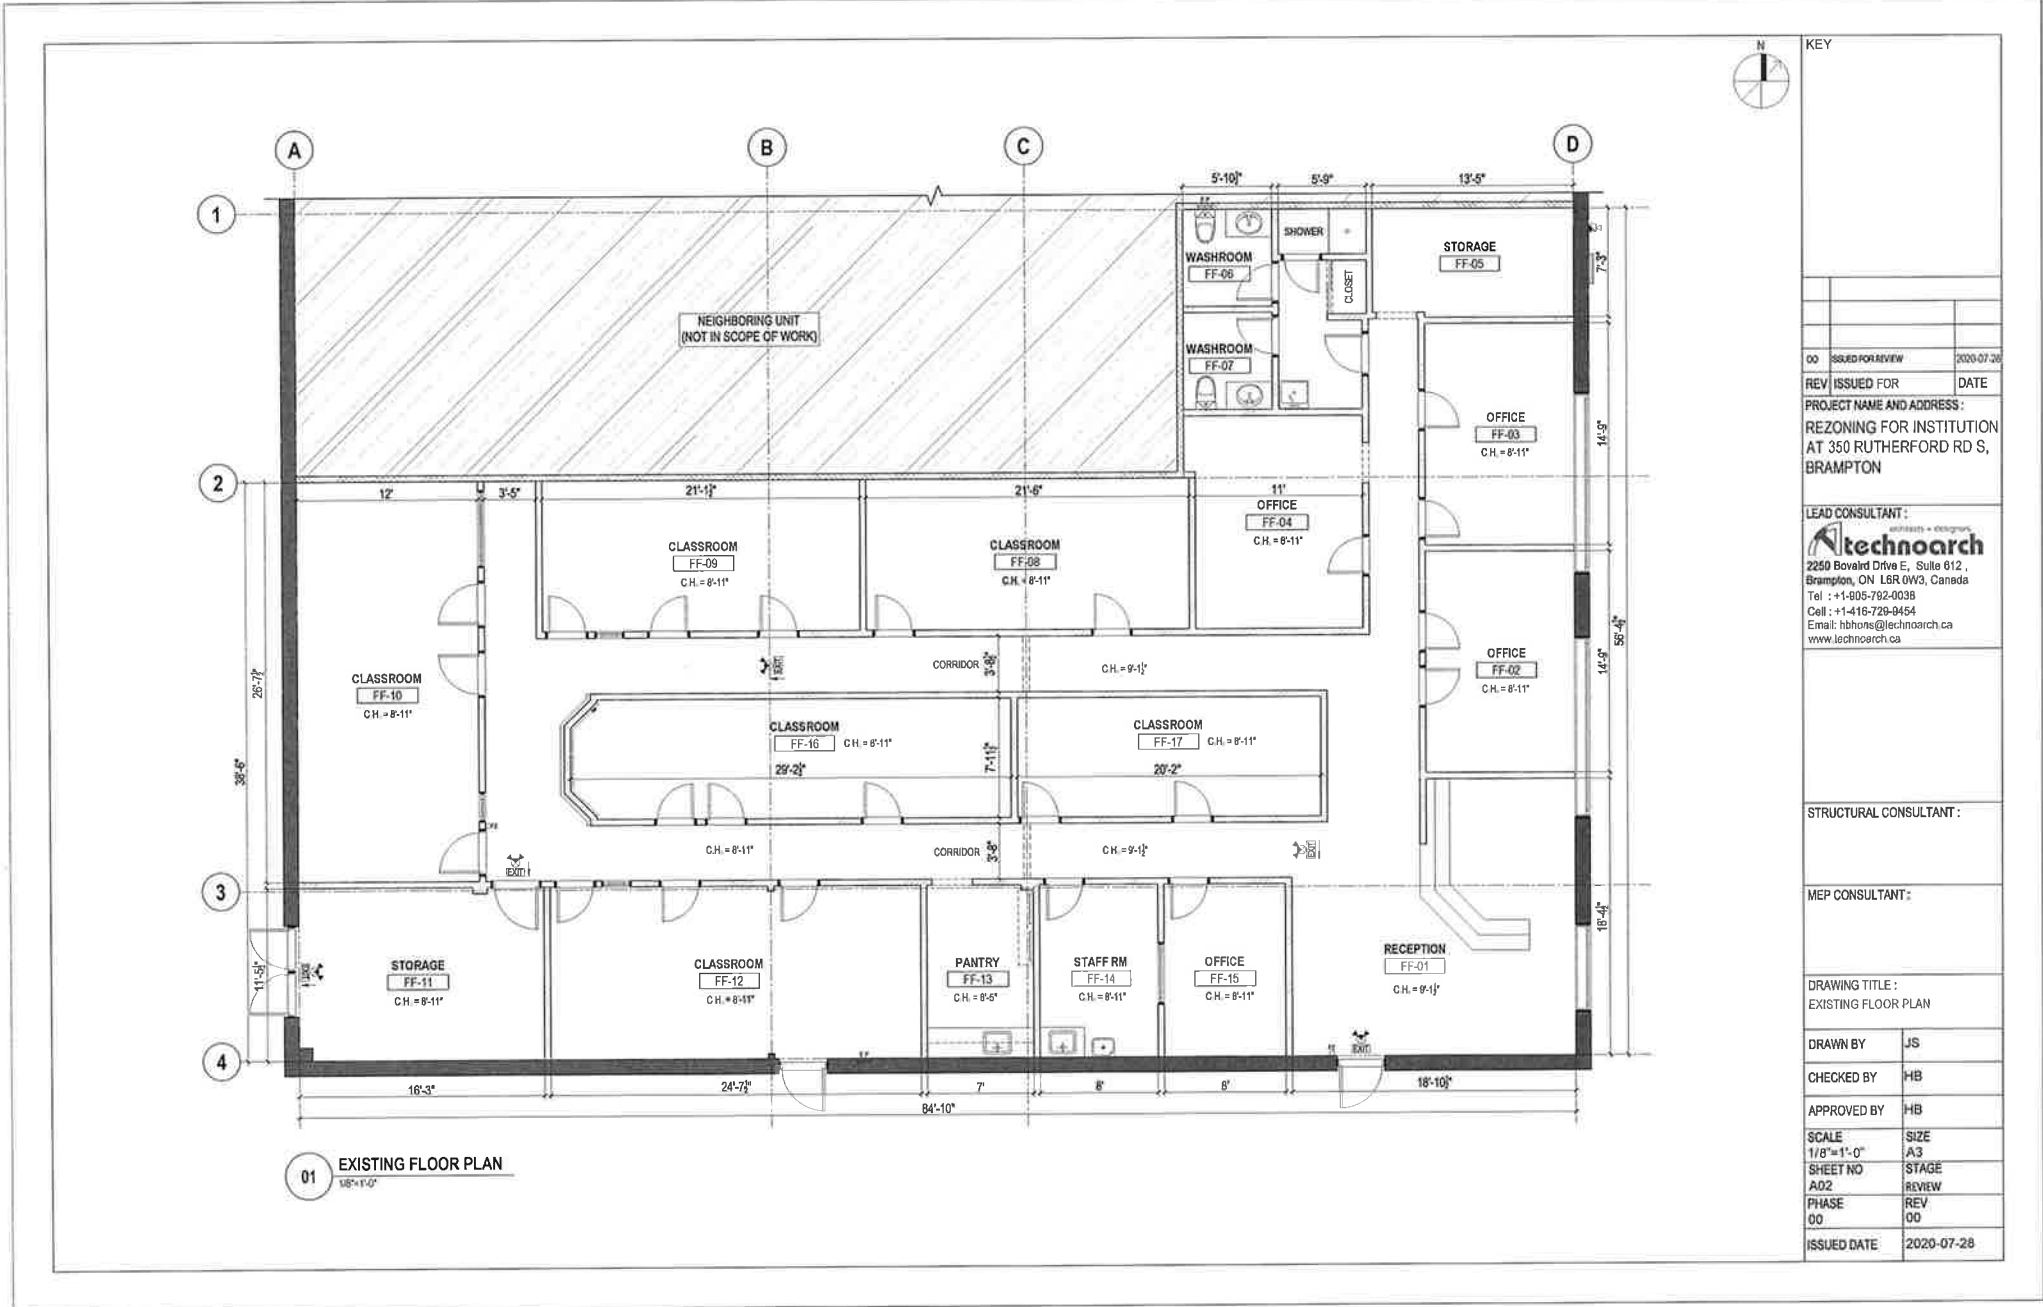 N
KEY
A
B
C
D
1
2
3
4
5'-9"
13'-5"
SHOWER
WASHROOM
FF-06
CLOSET
STORAGE
FF-05
7'-3"
NEIGHBORING UNIT
(NOT IN SCOPE OF WORK)
WASHROOM
FF-07
OFFICE
FF-03
C.H. = 8'-11"
14'-9"
12'
3'-5"
21'-1½"
21'-6"
11'
OFFICE
FF-04
C.H. = 8'-11"
CLASSROOM
FF-09
C.H. = 8'-11"
CLASSROOM
FF-08
C.H. = 8'-11"
56'-4½"
OFFICE
FF-02
C.H. = 8'-11"
14'-9"
CORRIDOR
C.H. = 9'-1½"
EXIT
26'-7½"
38'-6"
CLASSROOM
FF-10
C.H. = 8'-11"
CLASSROOM
FF-16
C.H. = 8'-11"
7'-11½"
CLASSROOM
FF-17
C.H. = 8'-11"
20'-2"
C.H. = 8'-11"
CORRIDOR
3'-8"
C.H. = 9'-1½"
EXIT
EXIT
18'-4½"
11'-5½"
EXIT
STORAGE
FF-11
C.H. = 8'-11"
CLASSROOM
FF-12
C.H. = 8'-11"
PANTRY
FF-13
C.H. = 8'-5"
STAFF RM
FF-14
C.H. = 8'-11"
OFFICE
FF-15
C.H. = 8'-11"
RECEPTION
FF-01
C.H. = 9'-1½"
EXIT
16'-3"
24'-7½"
7'
8'
8'
84'-10"
01
EXISTING FLOOR PLAN
1/8"=1'-0"
00 ISSUED FOR REVIEW 2020-07-28
REV ISSUED FOR DATE
PROJECT NAME AND ADDRESS :
REZONING FOR INSTITUTION
AT 350 RUTHERFORD RD S,
BRAMPTON
LEAD CONSULTANT :
architects + designers
technoarch
2250 Bovaird Drive E, Suite 612 ,
Brampton, ON L6R 0W3, Canada
Tel : +1-905-792-0038
Cell : +1-416-729-9454
Email: hbhons@technoarch.ca
www.technoarch.ca
STRUCTURAL CONSULTANT :
MEP CONSULTANT :
DRAWING TITLE :
EXISTING FLOOR PLAN
DRAWN BY JS
CHECKED BY HB
APPROVED BY HB
SCALE SIZE
1/8"=1'-0" A3
SHEET NO STAGE
A02 REVIEW
PHASE REV
00 00
ISSUED DATE 2020-07-28